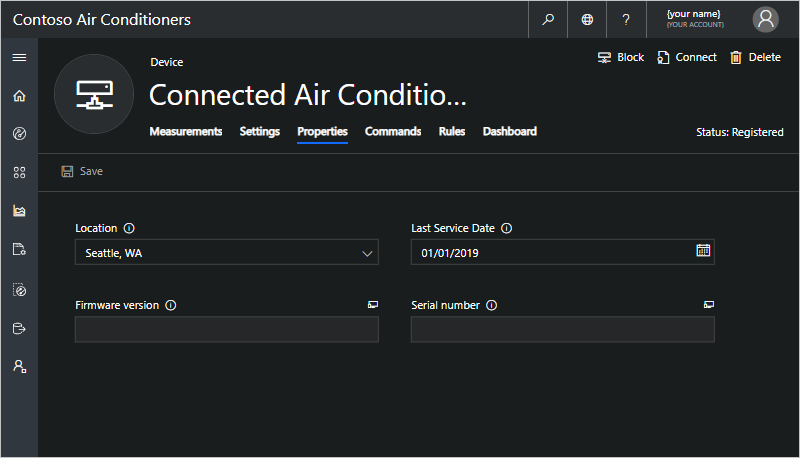 Contoso Air Conditioners
?
{your name}
{YOUR ACCOUNT}
Device
Block
Connect
Delete
Connected Air Conditio...
Measurements Settings Properties Commands Rules Dashboard
Status: Registered
Save
Location
Last Service Date
Seattle, WA
01/01/2019
Firmware version
Serial number